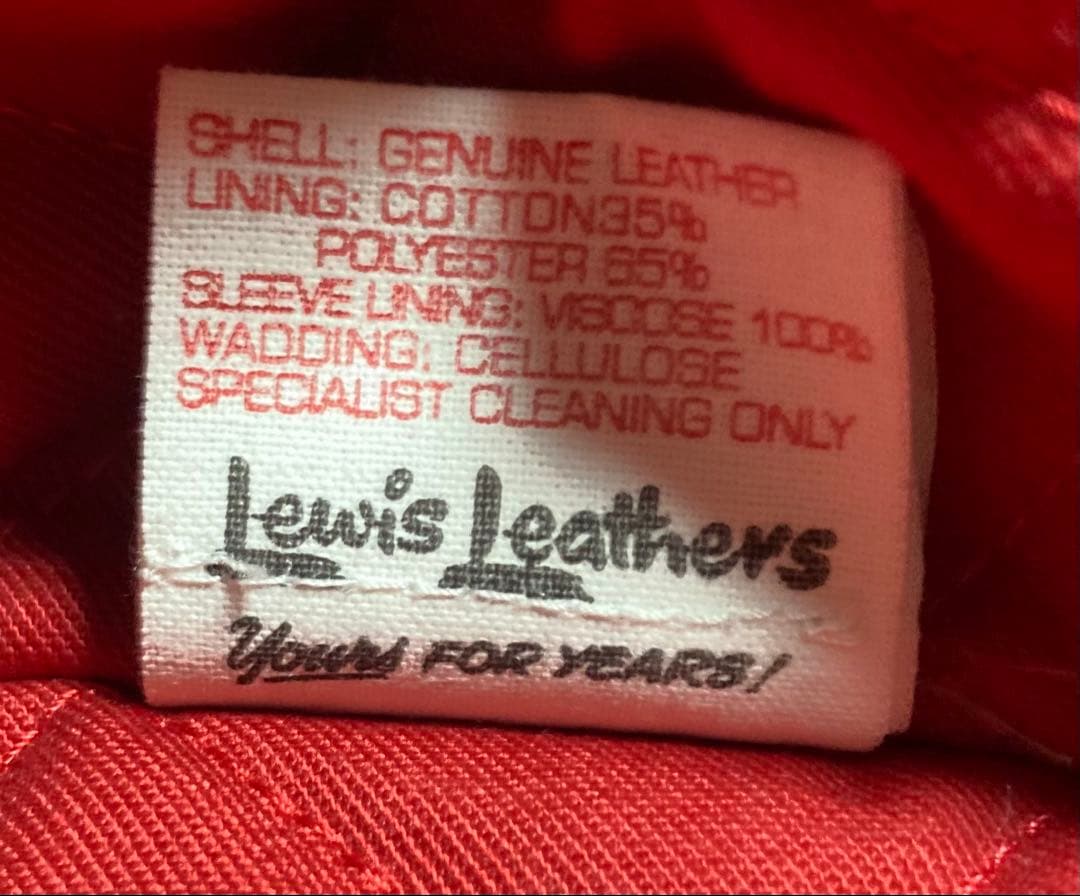 SHELL: GENUINE LEATHER
LINING: COTTON35%
POLYESTER 65%
SLEEVE LINING: VISCOSE 100%
WADDING: CELLULOSE
SPECIALIST CLEANING ONLY
Lewis Leathers
Yours FOR YEARS!